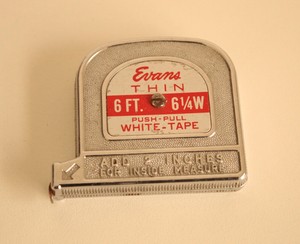 Evans
THIN
6 FT. 6¼W
PUSH-PULL
WHITE-TAPE
ADD 2 INCHES
FOR INSIDE MEASURE